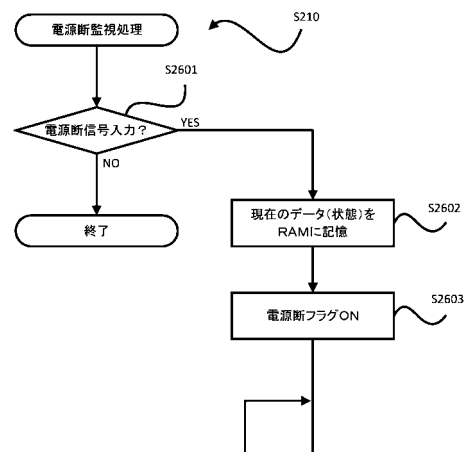 電源断監視処理
S210
S2601
電源断信号入力?
YES
NO
終了
現在のデータ(状態)を
RAMに記憶
S2602
電源断フラグON
S2603